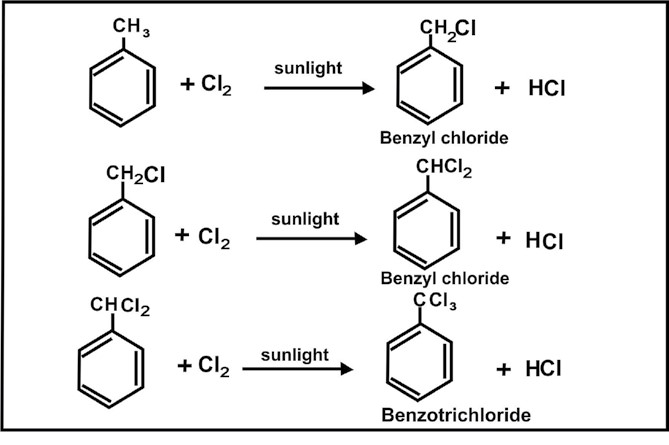 CH₃
+ Cl₂ sunlight CH₂Cl + HCl
Benzyl chloride
CH₂Cl
+ Cl₂ sunlight CHCl₂ + HCl
Benzyl chloride
CHCl₂
+ Cl₂ sunlight CCl₃ + HCl
Benzotrichloride